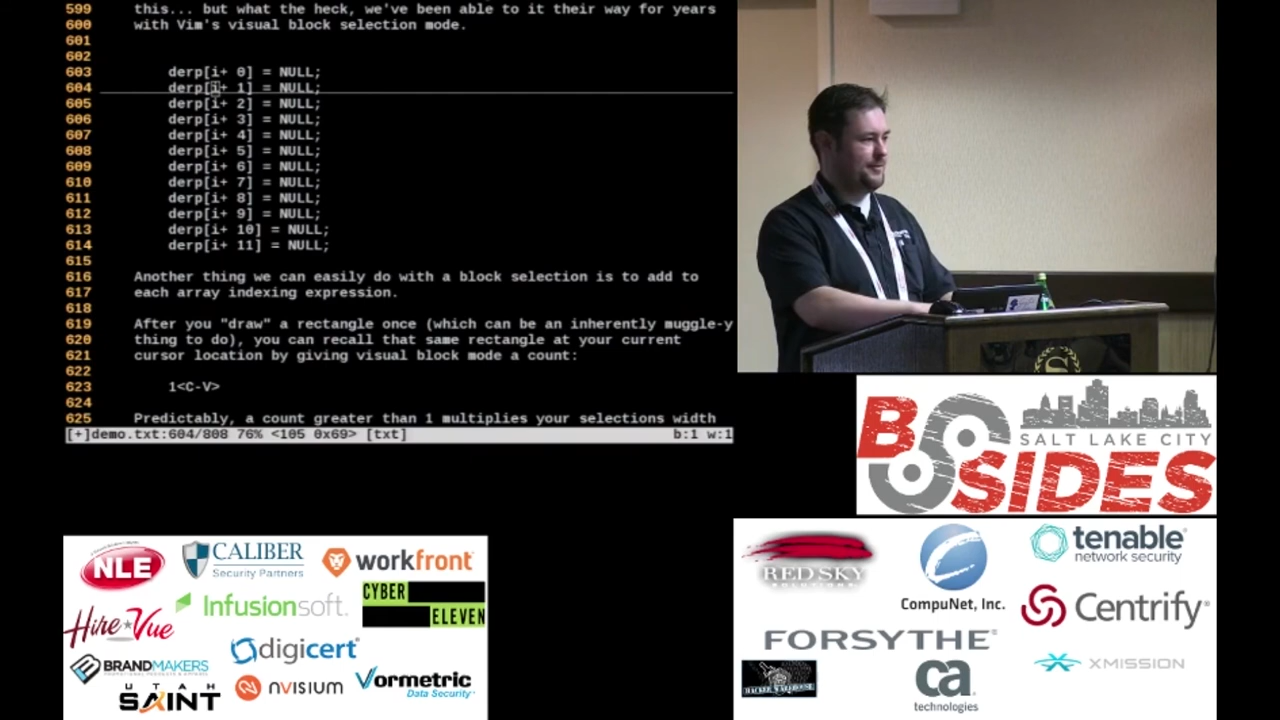 599 this... but what the heck, we've been able to it their way for years
600 with Vim's visual block selection mode.
601
602
603 derp[i+ 0] = NULL;
604 derp[i+ 1] = NULL;
605 derp[i+ 2] = NULL;
606 derp[i+ 3] = NULL;
607 derp[i+ 4] = NULL;
608 derp[i+ 5] = NULL;
609 derp[i+ 6] = NULL;
610 derp[i+ 7] = NULL;
611 derp[i+ 8] = NULL;
612 derp[i+ 9] = NULL;
613 derp[i+ 10] = NULL;
614 derp[i+ 11] = NULL;
615
616 Another thing we can easily do with a block selection is to add to
617 each array indexing expression.
618
619 After you "draw" a rectangle once (which can be an inherently muggle-y
620 thing to do), you can recall that same rectangle at your current
621 cursor location by giving visual block mode a count:
622
623 1<C-V>
624
625 Predictably, a count greater than 1 multiplies your selections width
[+]demo.txt:604/808 76% <105 0x69> [txt] b:1 w:1
BSIDES
SALT LAKE CITY
NLE
CALIBER
Security Partners
workfront
HireVue
Infusionsoft.
CYBER
ELEVEN
digicert®
BRANDMAKERS
UTAH
SAINT
nVISIUM
Vormetric
Data Security™
RED SKY
SOLUTIONS
CompuNet, Inc.
tenable®
network security
Centrify®
FORSYTHE®
HACKER WAREHOUSE
ca
technologies
XMISSION